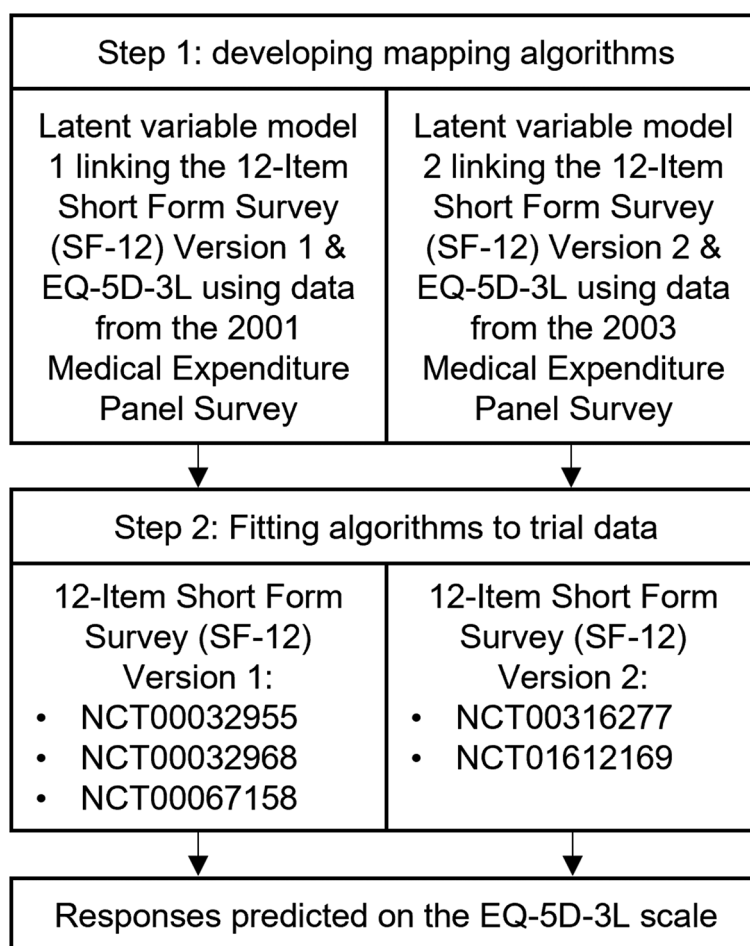 Step 1: developing mapping algorithms
Latent variable model
1 linking the 12-Item
Short Form Survey
(SF-12) Version 1 &
EQ-5D-3L using data
from the 2001
Medical Expenditure
Panel Survey
Latent variable model
2 linking the 12-Item
Short Form Survey
(SF-12) Version 2 &
EQ-5D-3L using data
from the 2003
Medical Expenditure
Panel Survey
Step 2: Fitting algorithms to trial data
12-Item Short Form
Survey (SF-12)
Version 1:
• NCT00032955
• NCT00032968
• NCT00067158
12-Item Short Form
Survey (SF-12)
Version 2:
• NCT00316277
• NCT01612169
Responses predicted on the EQ-5D-3L scale